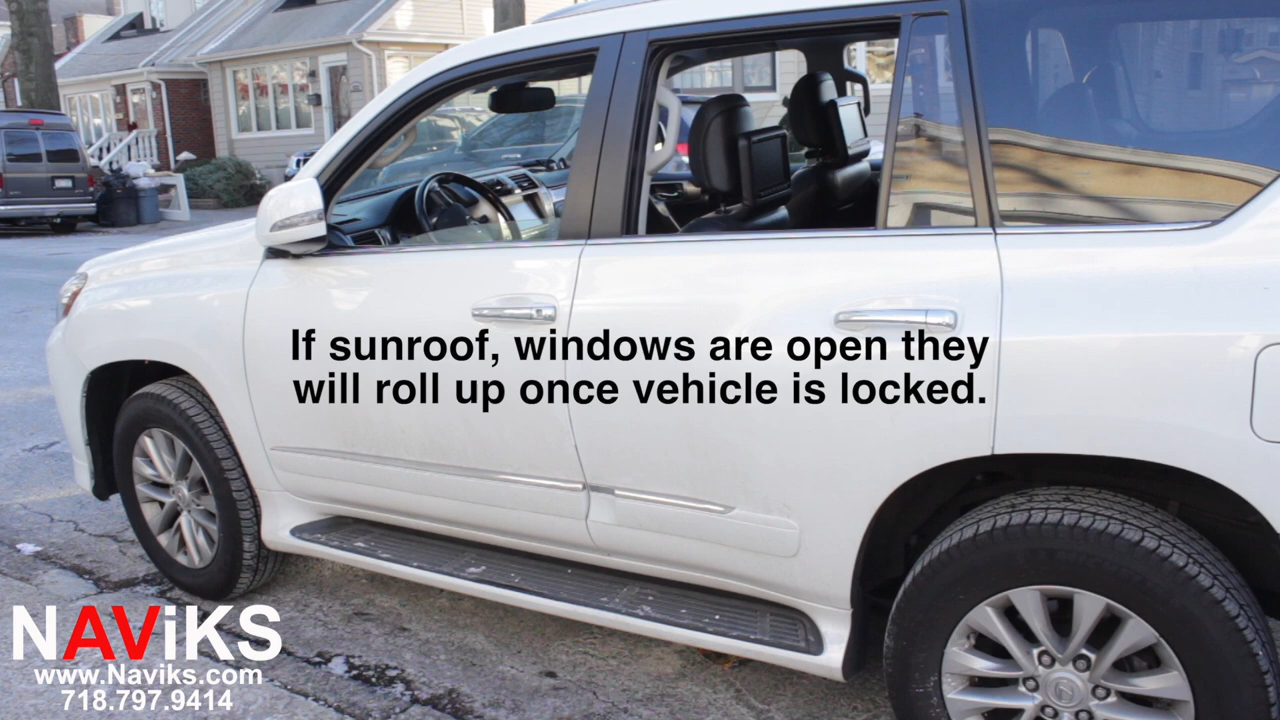 If sunroof, windows are open they
will roll up once vehicle is locked.
NAViKS
www.Naviks.com
718.797.9414